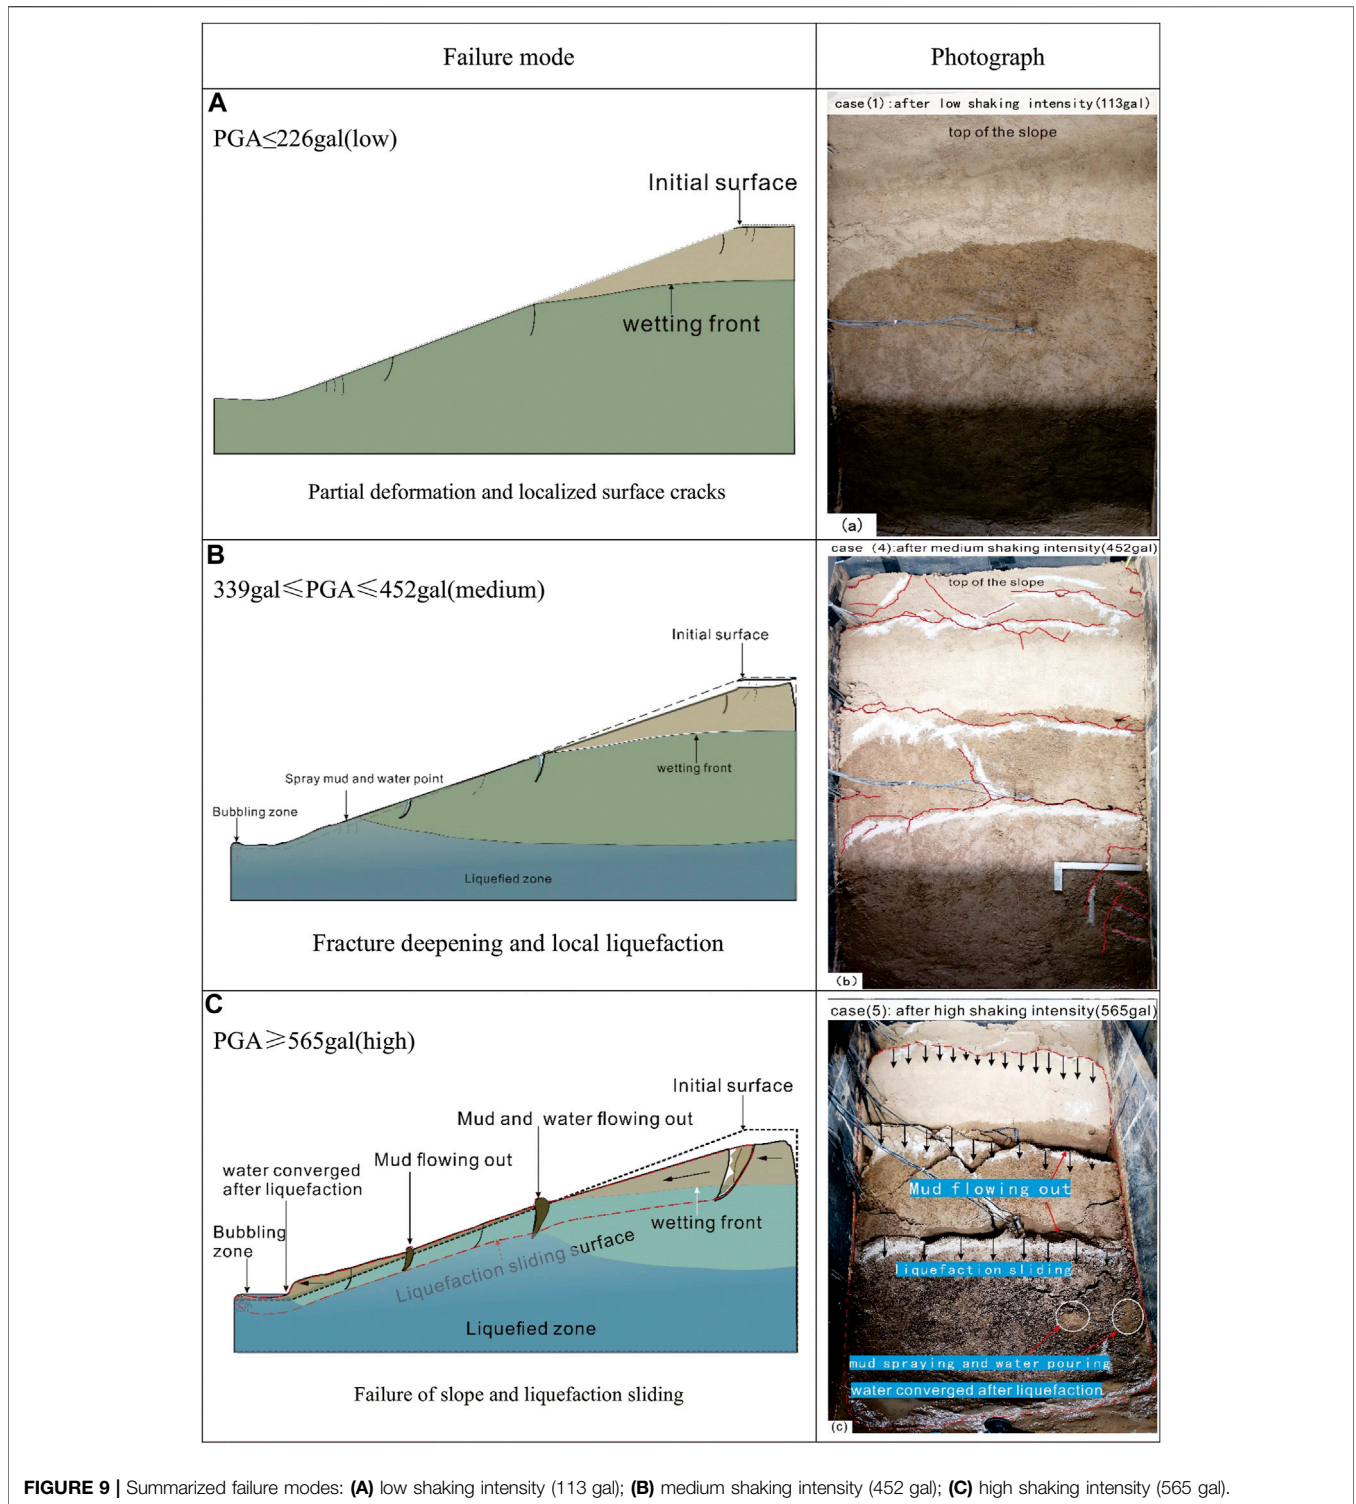 Failure mode
Photograph
A
PGA≤226gal(low)
Initial surface
wetting front
Partial deformation and localized surface cracks
case(1):after low shaking intensity(113gal)
top of the slope
(a)
B
339gal≤PGA≤452gal(medium)
Initial surface
Spray mud and water point
wetting front
Bubbling zone
Liquefied zone
Fracture deepening and local liquefaction
case (4):after medium shaking intensity(452gal)
top of the slope
(b)
C
PGA≥565gal(high)
Initial surface
Mud and water flowing out
Mud flowing out
water converged
after liquefaction
wetting front
Bubbling
zone
Liquefaction sliding surface
Liquefied zone
Failure of slope and liquefaction sliding
case(5): after high shaking intensity(565gal)
Mud flowing out
liquefaction sliding
mud spraying and water pouring
water converged after liquefaction
(c)
FIGURE 9 | Summarized failure modes: (A) low shaking intensity (113 gal); (B) medium shaking intensity (452 gal); (C) high shaking intensity (565 gal).